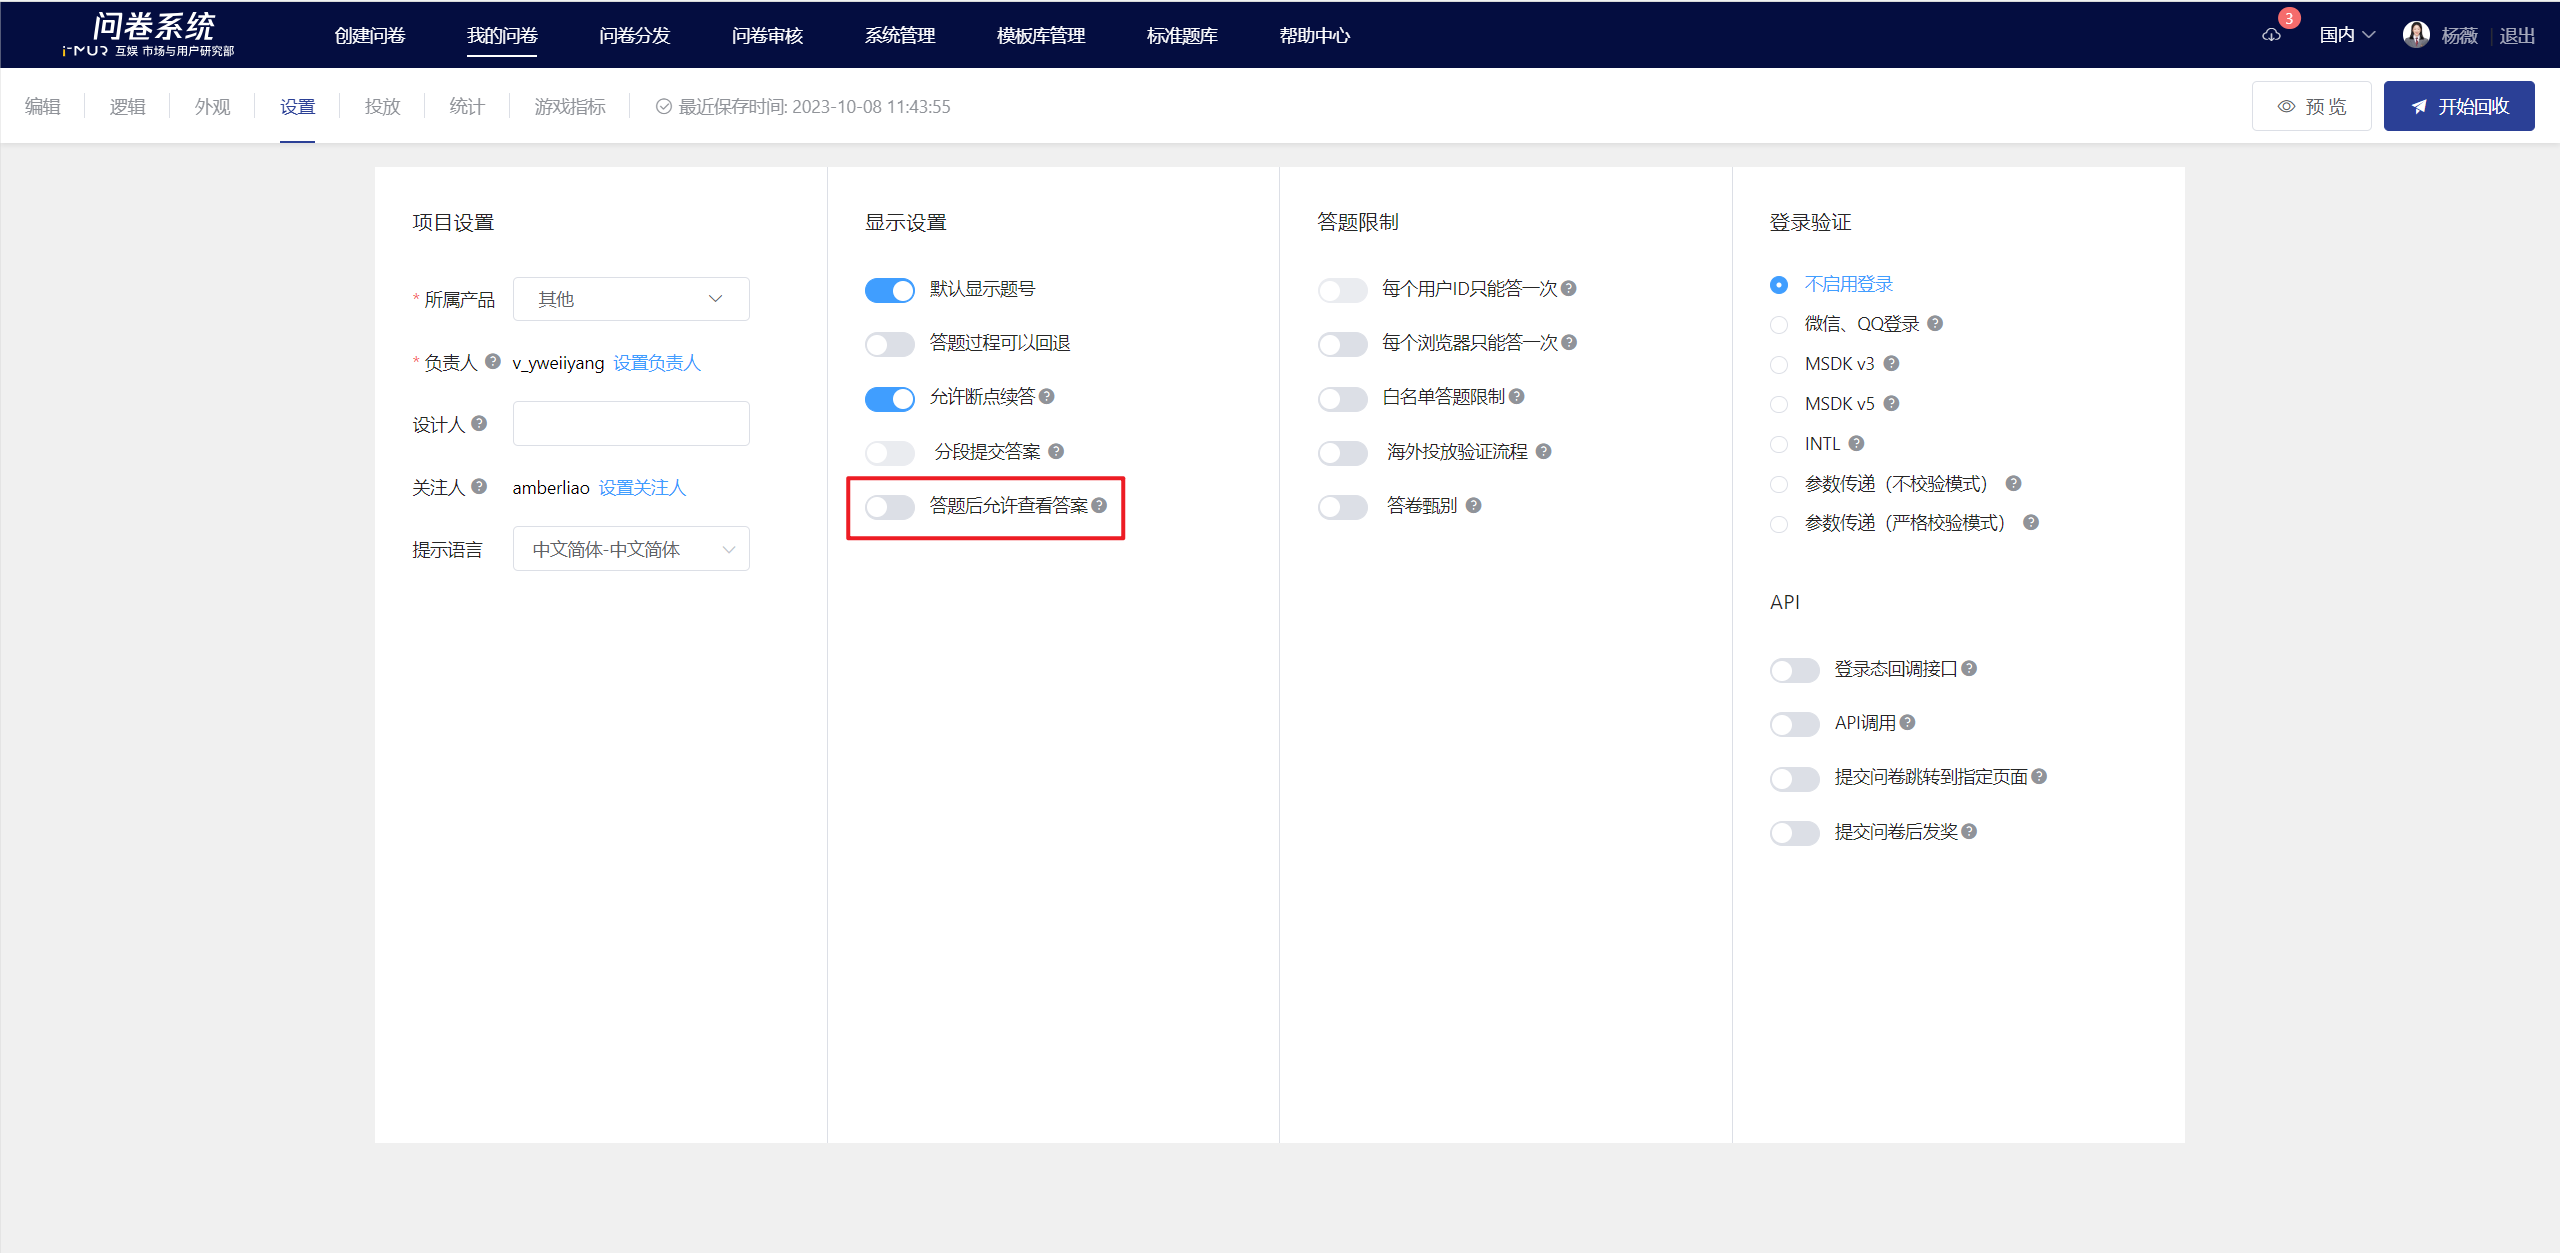 问卷系统
i-MUR 互娱 市场与用户研究部
创建问卷
我的问卷
问卷分发
问卷审核
系统管理
模板库管理
标准题库
帮助中心
3
国内
杨薇
退出
编辑
逻辑
外观
设置
投放
统计
游戏指标
最近保存时间: 2023-10-08 11:43:55
预 览
开始回收
项目设置
* 所属产品
其他
* 负责人 ?
v_yweiiyang 设置负责人
设计人 ?
关注人 ?
amberliao 设置关注人
提示语言
中文简体-中文简体
显示设置
默认显示题号
答题过程可以回退
允许断点续答 ?
分段提交答案 ?
答题后允许查看答案 ?
答题限制
每个用户ID只能答一次 ?
每个浏览器只能答一次 ?
白名单答题限制 ?
海外投放验证流程 ?
答卷甄别 ?
登录验证
不启用登录
微信、QQ登录 ?
MSDK v3 ?
MSDK v5 ?
INTL ?
参数传递（不校验模式） ?
参数传递（严格校验模式） ?
API
登录态回调接口 ?
API调用 ?
提交问卷跳转到指定页面 ?
提交问卷后发奖 ?